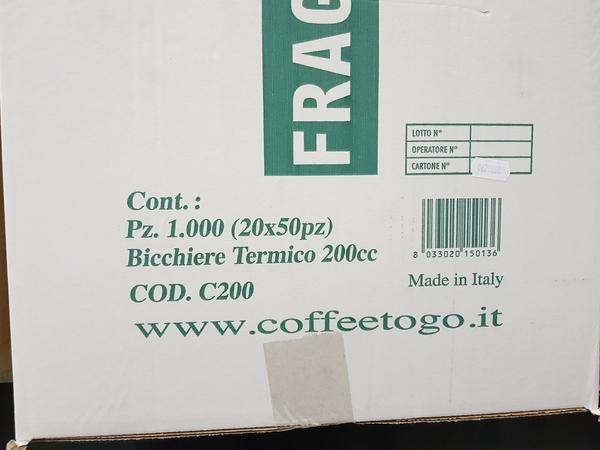 FRAG
LOTTO N°
OPERATORE N°
CARTONE N°
Cont. :
Pz. 1.000 (20x50pz)
Bicchiere Termico 200cc
COD. C200
8 033020 150136
Made in Italy
www.coffeetogo.it